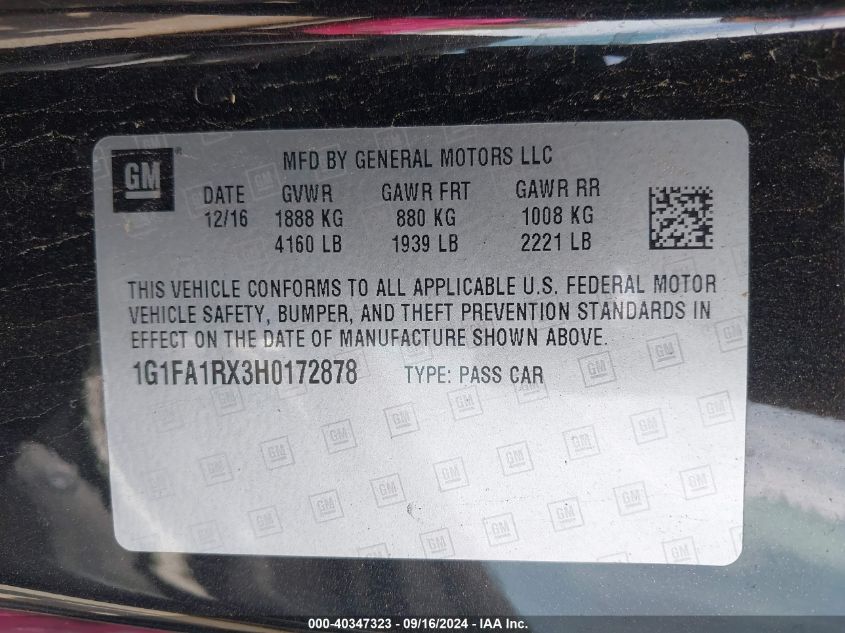 GM ®
MFD BY GENERAL MOTORS LLC
DATE GVWR GAWR FRT GAWR RR
12/16 1888 KG 880 KG 1008 KG
4160 LB 1939 LB 2221 LB
THIS VEHICLE CONFORMS TO ALL APPLICABLE U.S. FEDERAL MOTOR
VEHICLE SAFETY, BUMPER, AND THEFT PREVENTION STANDARDS IN
EFFECT ON THE DATE OF MANUFACTURE SHOWN ABOVE.
1G1FA1RX3H0172878 TYPE: PASS CAR
000-40347323 - 09/16/2024 - IAA Inc.